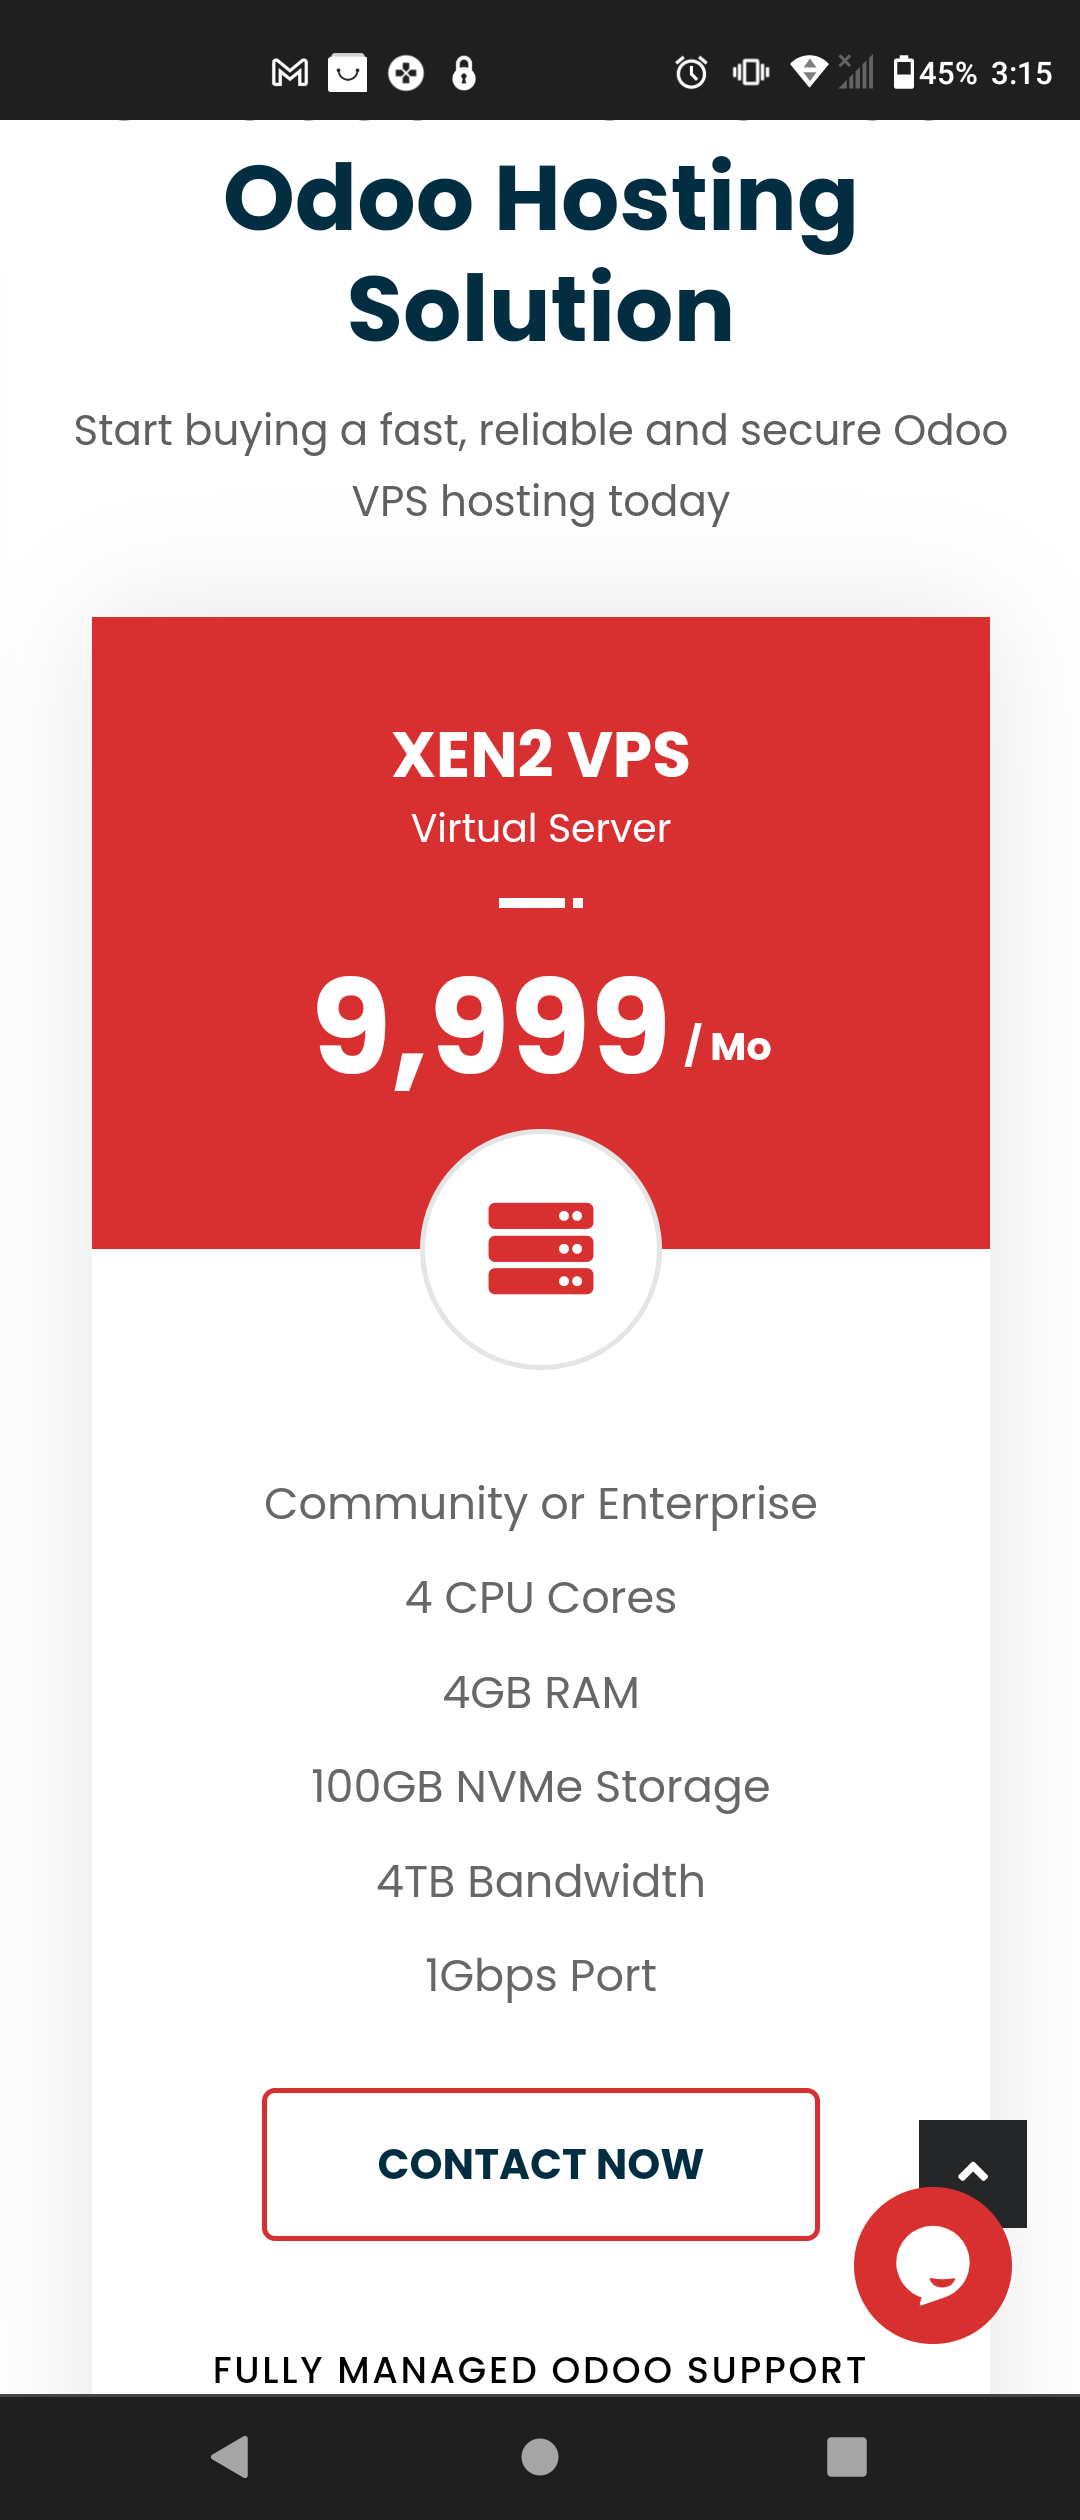 45% 3:15
Odoo Hosting
Solution
Start buying a fast, reliable and secure Odoo
VPS hosting today
XEN2 VPS
Virtual Server
9,999 / Mo
Community or Enterprise
4 CPU Cores
4GB RAM
100GB NVMe Storage
4TB Bandwidth
1Gbps Port
CONTACT NOW
FULLY MANAGED ODOO SUPPORT